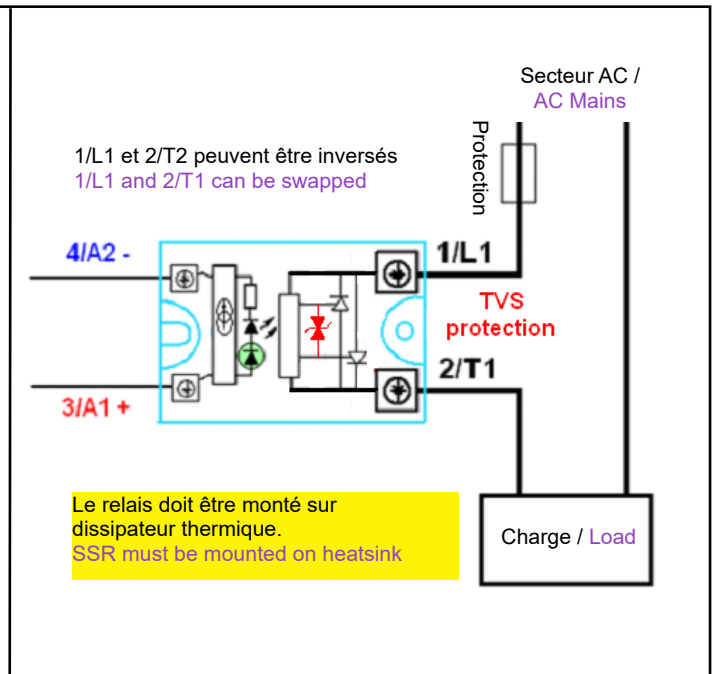 Secteur AC /
AC Mains
Protection
1/L1 et 2/T2 peuvent être inversés
1/L1 and 2/T1 can be swapped
4/A2 -
1/L1
TVS
protection
2/T1
3/A1 +
Le relais doit être monté sur
dissipateur thermique.
SSR must be mounted on heatsink
Charge / Load